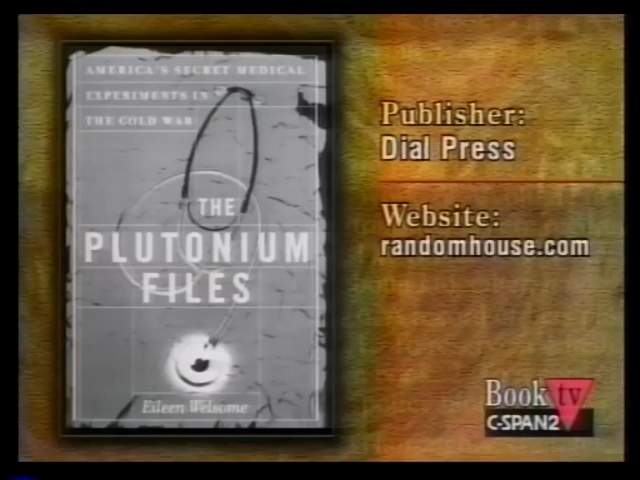 AMERICA'S SECRET MEDICAL
EXPERIMENTS IN
THE COLD WAR
THE
PLUTONIUM
FILES
Eileen Welsome
Publisher:
Dial Press
Website:
randomhouse.com
Book tv
C-SPAN2